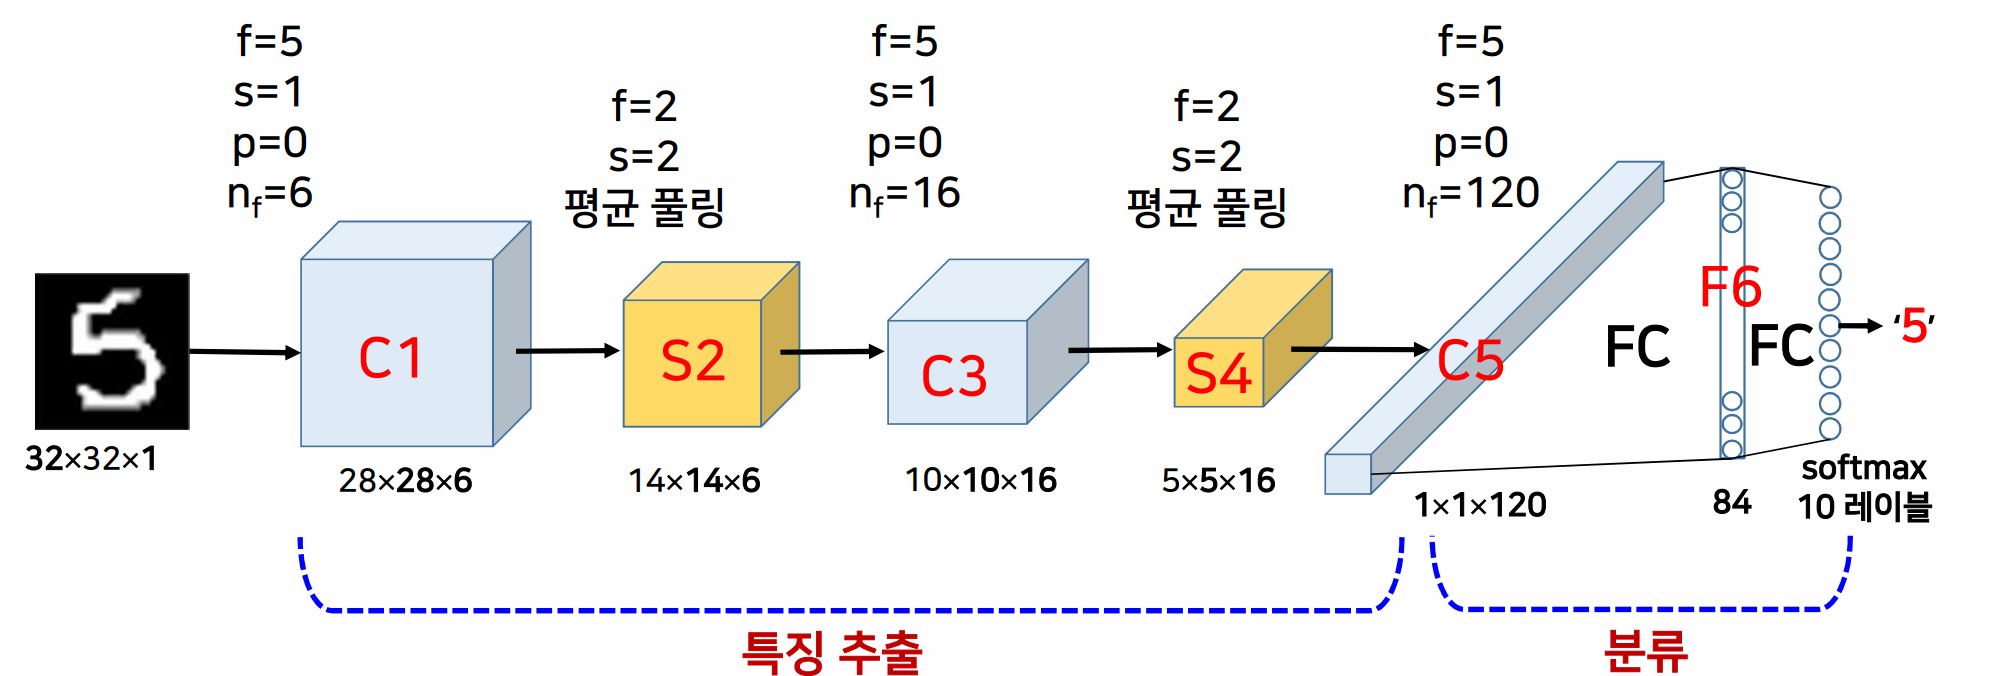 f=5
s=1
p=0
nf=6
f=2
s=2
평균 풀링
f=5
s=1
p=0
nf=16
f=2
s=2
평균 풀링
f=5
s=1
p=0
nf=120
5
C1
S2
C3
S4
C5
FC
F6
FC
‘5’
32×32×1
28×28×6
14×14×6
10×10×16
5×5×16
1×1×120
84
softmax
10 레이블
특징 추출
분류